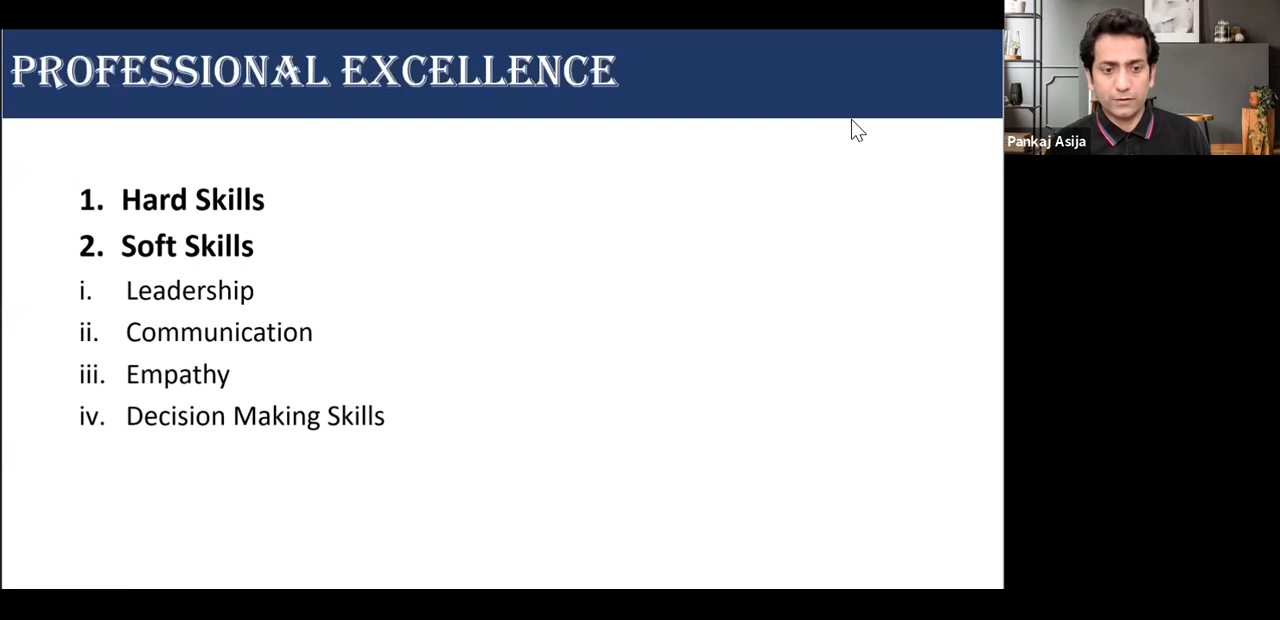 PROFESSIONAL EXCELLENCE
Pankaj Asija
1. Hard Skills
2. Soft Skills
i. Leadership
ii. Communication
iii. Empathy
iv. Decision Making Skills